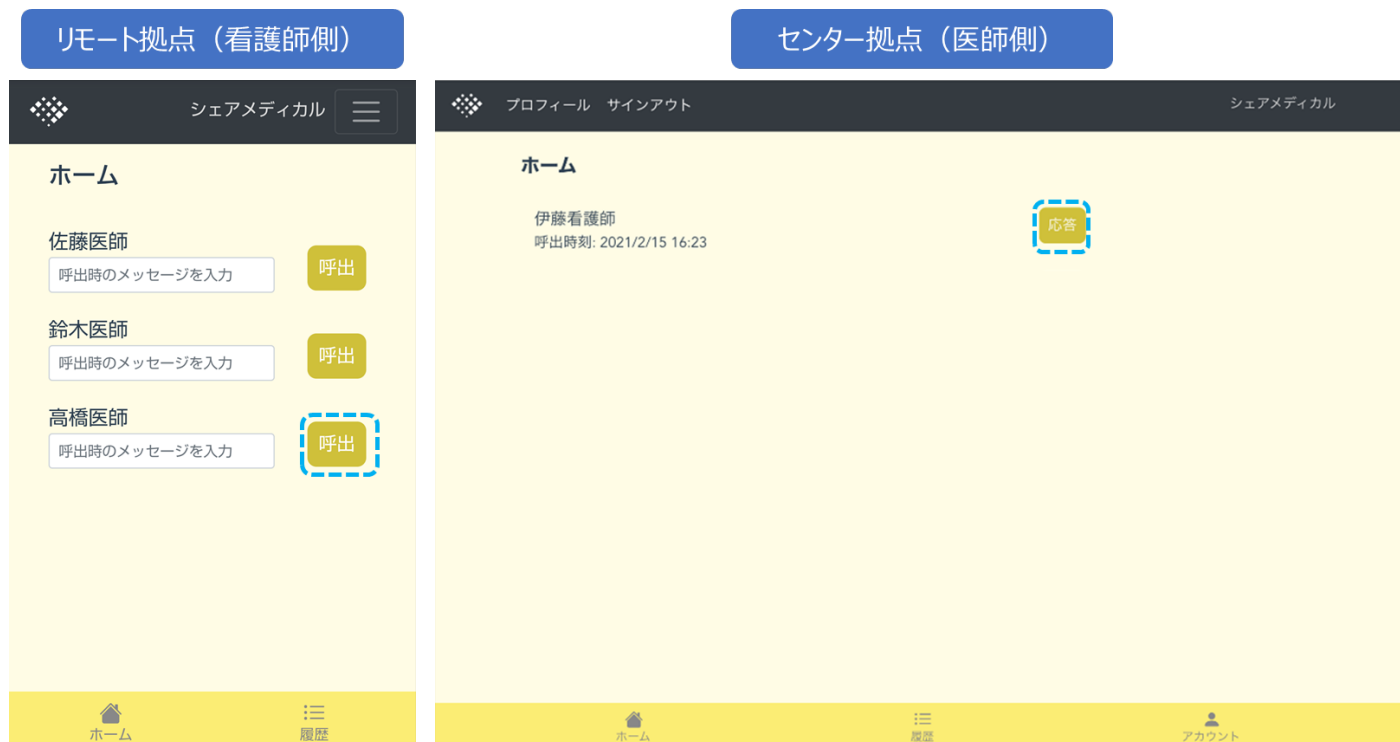 リモート拠点（看護師側）
シェアメディカル
ホーム
佐藤医師
呼出時のメッセージを入力
呼出
鈴木医師
呼出時のメッセージを入力
呼出
高橋医師
呼出時のメッセージを入力
呼出
ホーム
履歴
センター拠点（医師側）
プロフィール サインアウト
シェアメディカル
ホーム
伊藤看護師
呼出時刻: 2021/2/15 16:23
応答
ホーム
履歴
アカウント